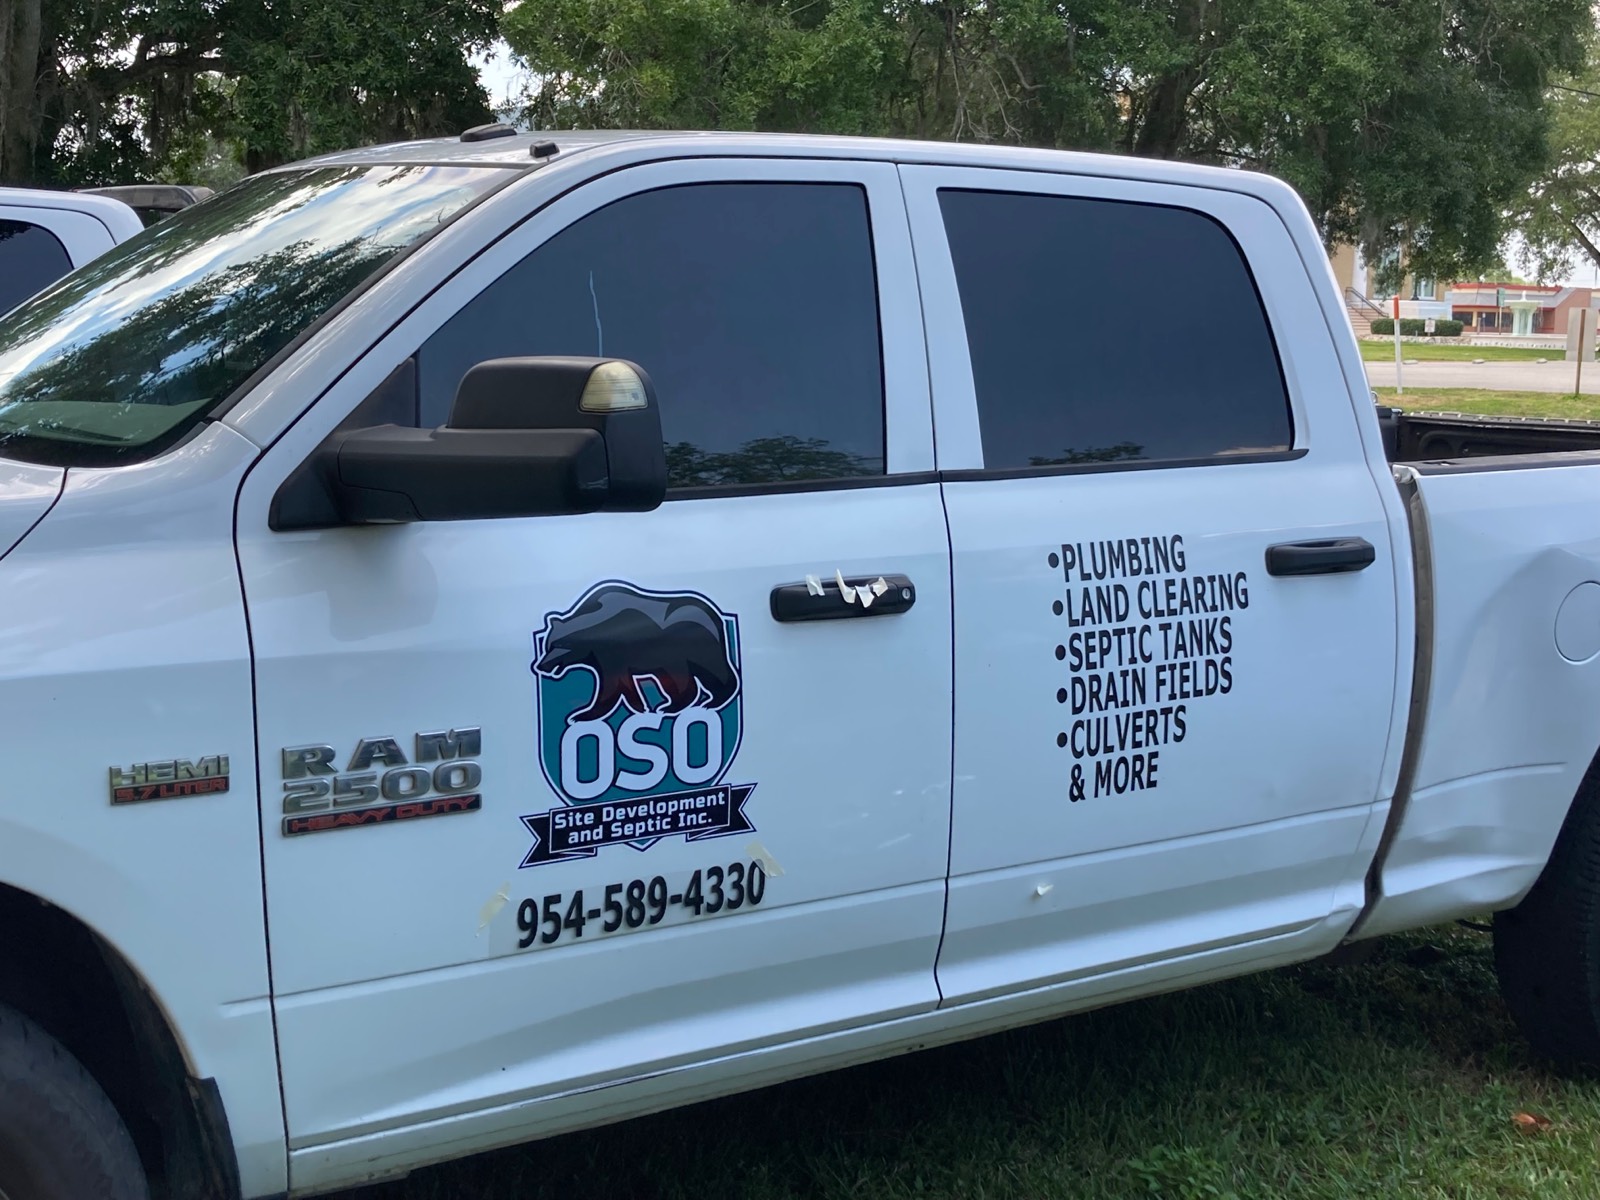 HEMI
5.7 LITER
RAM
2500
HEAVY DUTY
OSO
Site Development
and Septic Inc.
954-589-4330
•PLUMBING
•LAND CLEARING
•SEPTIC TANKS
•DRAIN FIELDS
•CULVERTS
& MORE